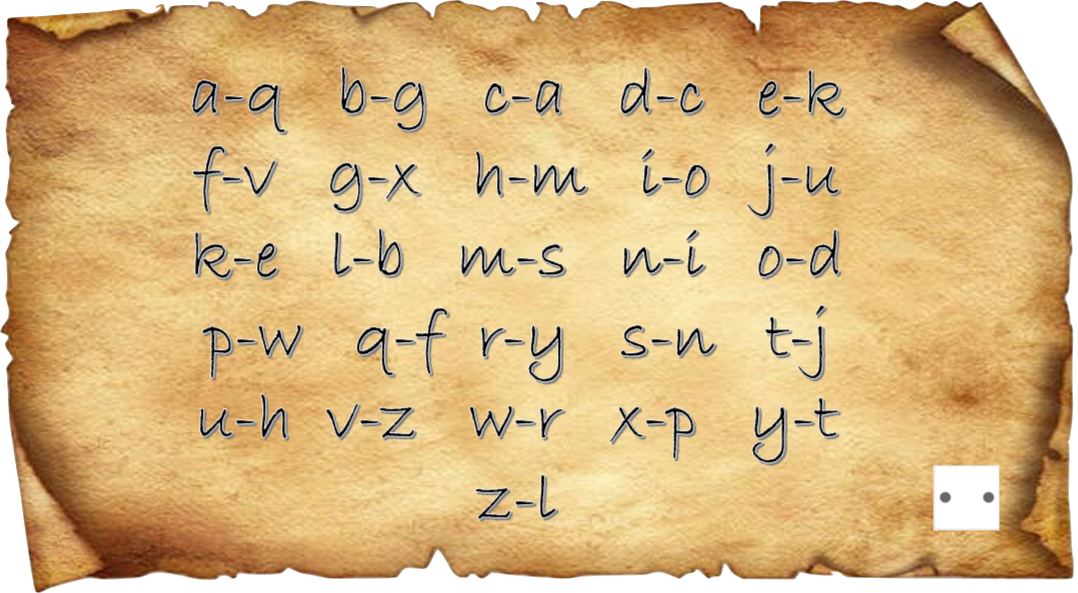 a-q b-g c-a d-c e-k
f-v g-x h-m i-o j-u
k-e l-b m-s n-i o-d
p-w q-f r-y s-n t-j
u-h v-z w-r x-p y-t
z-l